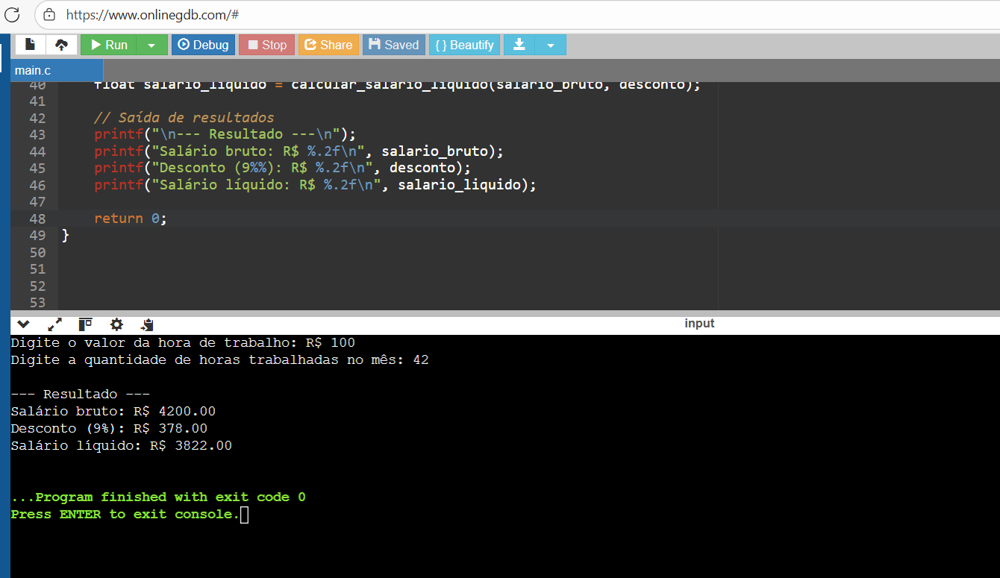 https://www.onlinegdb.com/#
Run Debug Stop Share Saved { } Beautify
main.c
40 float salario_liquido = calcular_salario_liquido(salario_bruto, desconto);
41
42 // Saída de resultados
43 printf("\n--- Resultado ---\n");
44 printf("Salário bruto: R$ %.2f\n", salario_bruto);
45 printf("Desconto (9%%): R$ %.2f\n", desconto);
46 printf("Salário líquido: R$ %.2f\n", salario_liquido);
47
48 return 0;
49 }
50
51
52
53
input
Digite o valor da hora de trabalho: R$ 100
Digite a quantidade de horas trabalhadas no mês: 42
--- Resultado ---
Salário bruto: R$ 4200.00
Desconto (9%): R$ 378.00
Salário líquido: R$ 3822.00
...Program finished with exit code 0
Press ENTER to exit console.